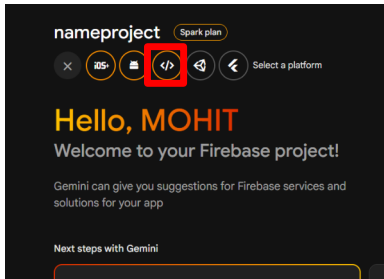 nameproject Spark plan
iOS+ </> Select a platform
Hello, MOHIT
Welcome to your Firebase project!
Gemini can give you suggestions for Firebase services and
solutions for your app
Next steps with Gemini